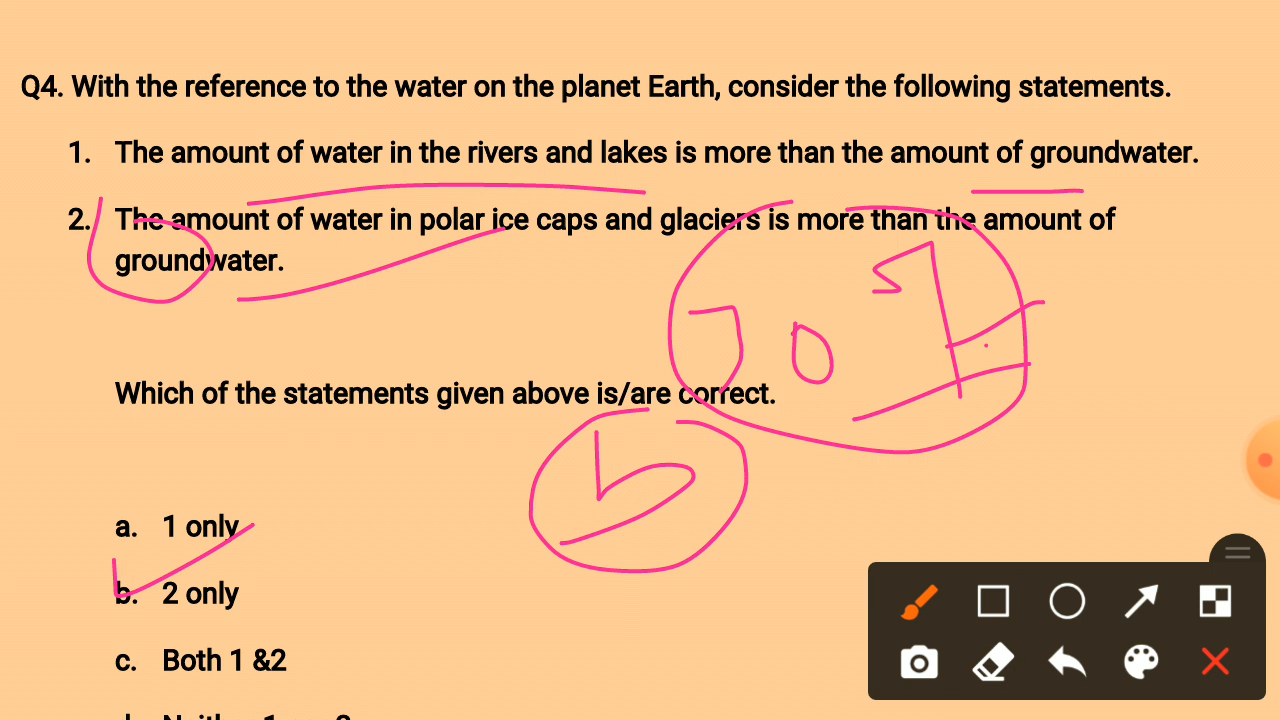 Q4. With the reference to the water on the planet Earth, consider the following statements.
1. The amount of water in the rivers and lakes is more than the amount of groundwater.
2. The amount of water in polar ice caps and glaciers is more than the amount of
groundwater.
Which of the statements given above is/are correct.
a. 1 only
b. 2 only
c. Both 1 &2